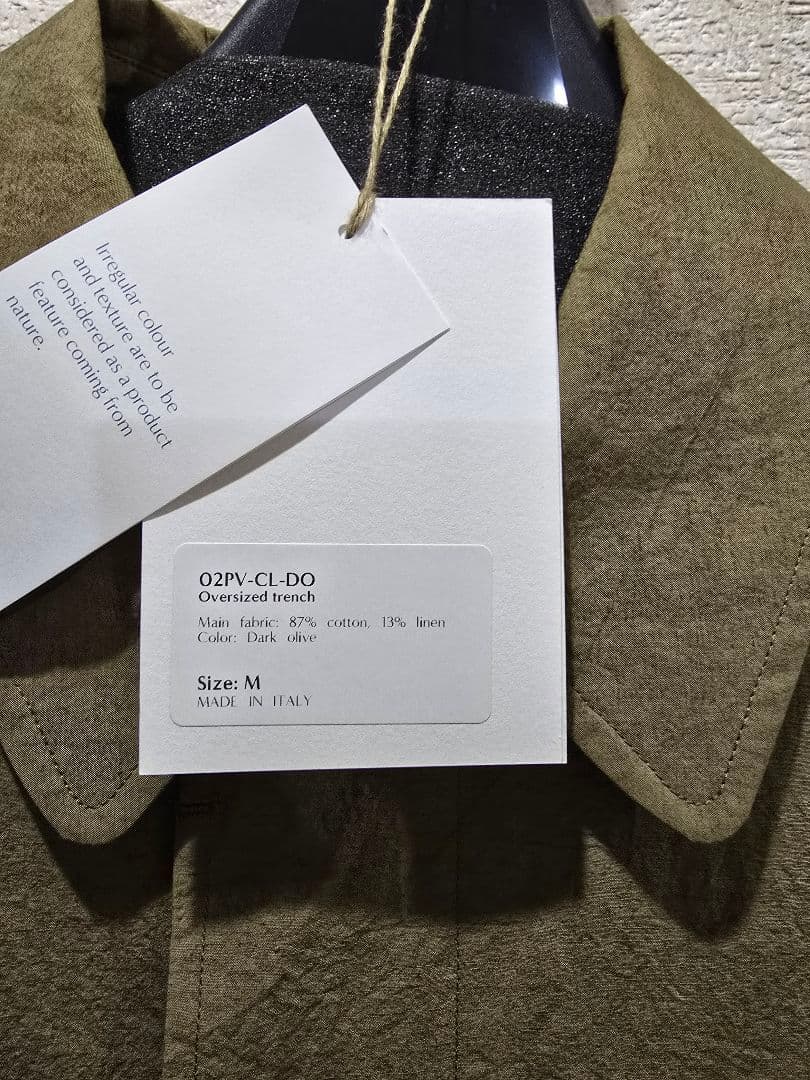 Irregular colour
and texture are to be
considered as a product
feature coming from
nature.
02PV-CL-DO
Oversized trench
Main fabric: 87% cotton, 13% linen
Color: Dark olive
Size: M
MADE IN ITALY